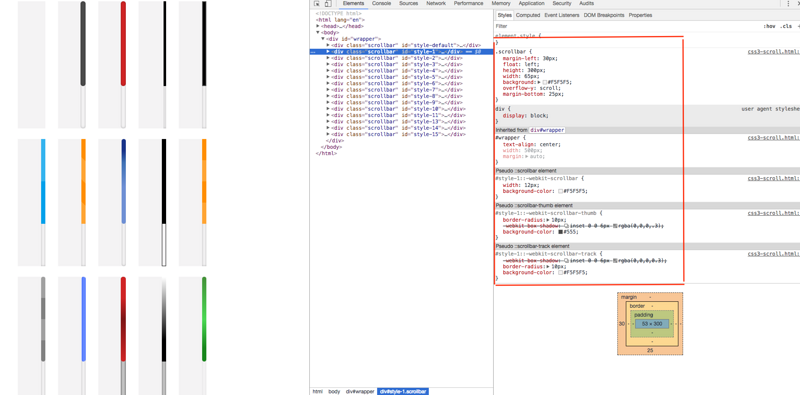 Elements Console Sources Network Performance Memory Application Security Audits
<!DOCTYPE html>
<html lang="en">
▶<head>…</head>
▼<body>
▼<div id="wrapper">
▶<div class="scrollbar" id="style-default">…</div>
… ▶<div class="scrollbar" id="style-1">…</div> == $0
▶<div class="scrollbar" id="style-2">…</div>
▶<div class="scrollbar" id="style-3">…</div>
▶<div class="scrollbar" id="style-4">…</div>
▶<div class="scrollbar" id="style-5">…</div>
▶<div class="scrollbar" id="style-6">…</div>
▶<div class="scrollbar" id="style-7">…</div>
▶<div class="scrollbar" id="style-8">…</div>
▶<div class="scrollbar" id="style-9">…</div>
▶<div class="scrollbar" id="style-10">…</div>
▶<div class="scrollbar" id="style-11">…</div>
▶<div class="scrollbar" id="style-13">…</div>
▶<div class="scrollbar" id="style-14">…</div>
▶<div class="scrollbar" id="style-15">…</div>
</div>
</body>
</html>
html body div#wrapper div#style-1.scrollbar
Styles Computed Event Listeners DOM Breakpoints Properties
Filter :hov .cls
element.style {
}
.scrollbar { css3-scroll.html:
margin-left: 30px;
float: left;
height: 300px;
width: 65px;
background:▶ #F5F5F5;
overflow-y: scroll;
margin-bottom: 25px;
}
div { user agent styleshe
display: block;
}
Inherited from div#wrapper
#wrapper { css3-scroll.html:
text-align: center;
width: 500px;
margin:▶ auto;
}
Pseudo ::scrollbar element
#style-1::-webkit-scrollbar { css3-scroll.html:
width: 12px;
background-color: #F5F5F5;
}
Pseudo ::scrollbar-thumb element
#style-1::-webkit-scrollbar-thumb { css3-scroll.html:
border-radius:▶ 10px;
-webkit-box-shadow: inset 0 0 6px rgba(0,0,0,.3);
background-color: #555;
}
Pseudo ::scrollbar-track element
#style-1::-webkit-scrollbar-track { css3-scroll.html:
-webkit-box-shadow: inset 0 0 6px rgba(0,0,0,0.3);
border-radius:▶ 10px;
background-color: #F5F5F5;
}
margin -
border -
padding
30 - - 53 × 300 - - -
-
-
25